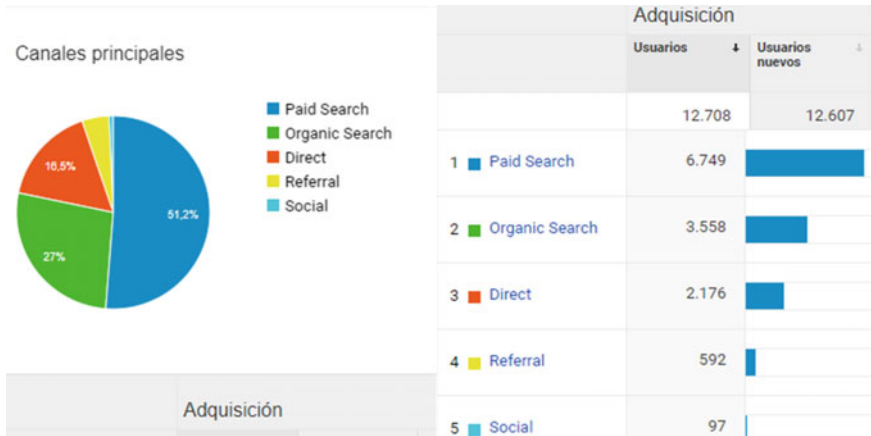 Canales principales
Paid Search
Organic Search
Direct
Referral
Social
51,2%
27%
16,5%
Adquisición
Adquisición
Usuarios
Usuarios nuevos
12.708
12.607
1 Paid Search 6.749
2 Organic Search 3.558
3 Direct 2.176
4 Referral 592
5 Social 97